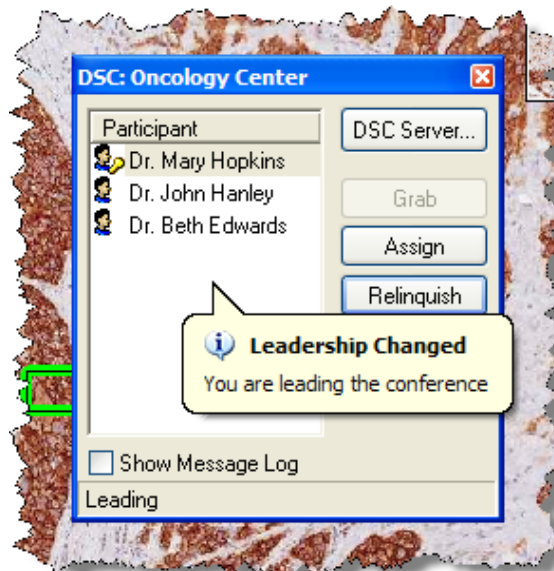 DSC: Oncology Center
Participant
Dr. Mary Hopkins
Dr. John Hanley
Dr. Beth Edwards
DSC Server...
Grab
Assign
Relinquish
Leadership Changed
You are leading the conference
Show Message Log
Leading